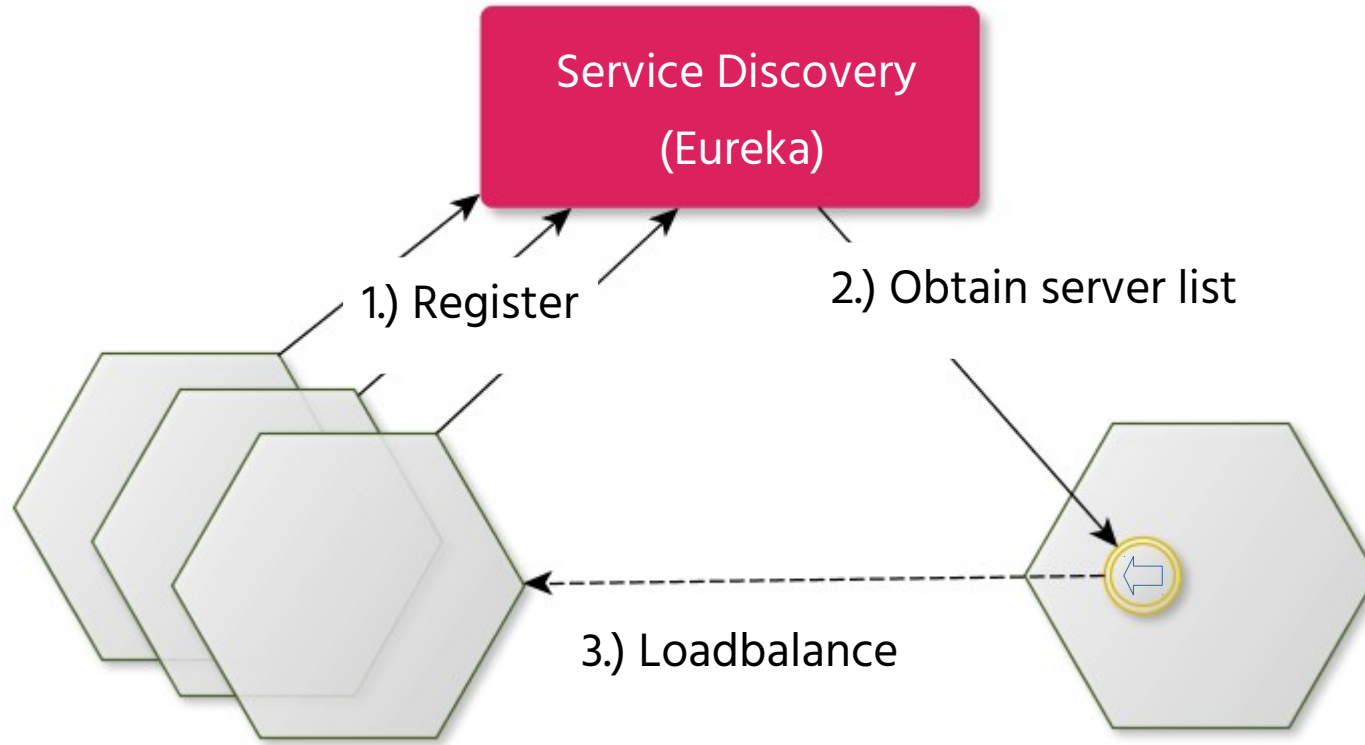 Service Discovery
(Eureka)
1.) Register
2.) Obtain server list
3.) Loadbalance